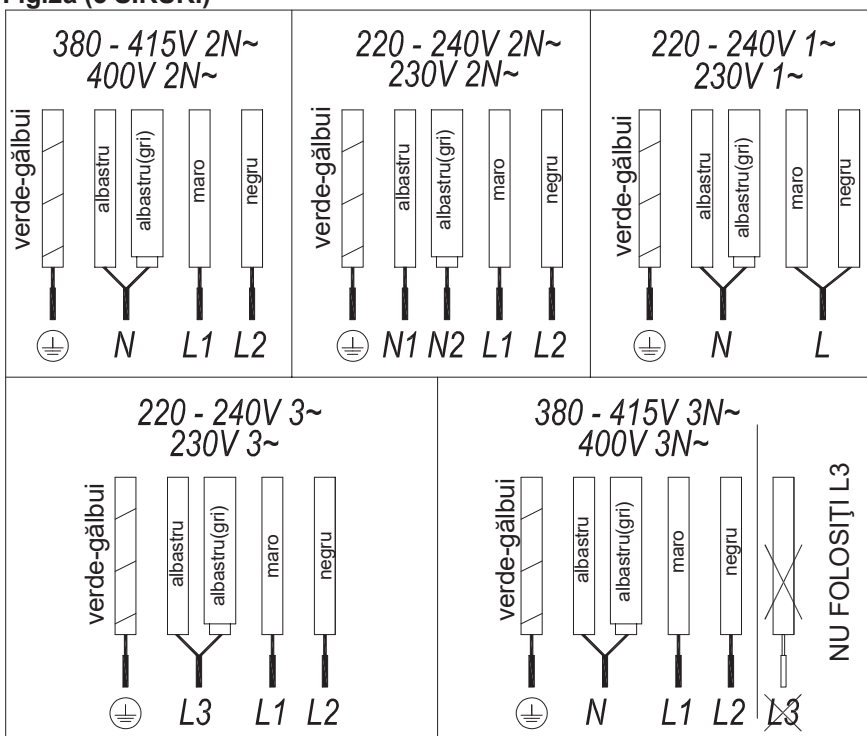 380 - 415V 2N~
400V 2N~
verde-gălbui
albastru
albastru(gri)
maro
negru
N L1 L2
220 - 240V 2N~
230V 2N~
verde-gălbui
albastru
albastru(gri)
maro
negru
N1 N2 L1 L2
220 - 240V 1~
230V 1~
verde-gălbui
albastru
albastru(gri)
maro
negru
N L
220 - 240V 3~
230V 3~
verde-gălbui
albastru
albastru(gri)
maro
negru
L3 L1 L2
380 - 415V 3N~
400V 3N~
verde-gălbui
albastru
albastru(gri)
maro
negru
N L1 L2 L3
NU FOLOSIŢI L3